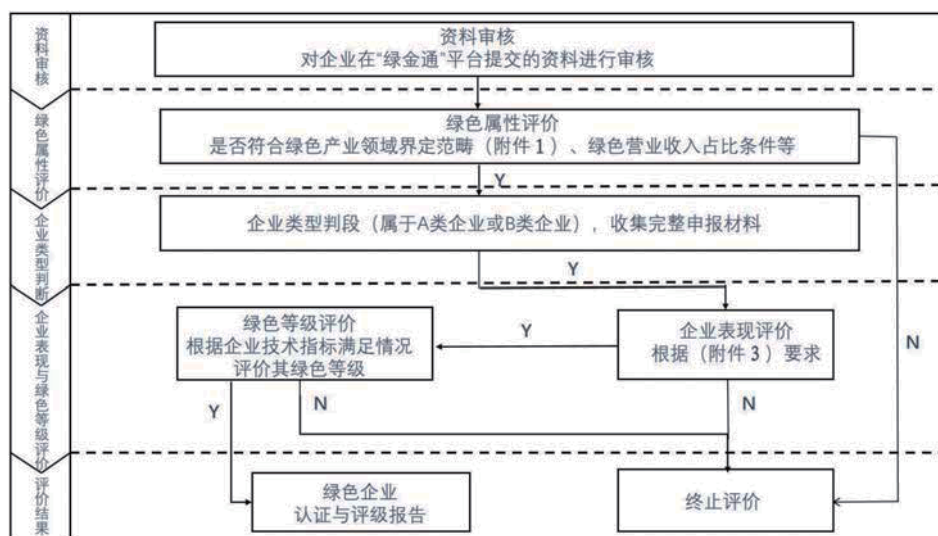 资料审核
资料审核
对企业在“绿金通”平台提交的资料进行审核
绿色属性评价
绿色属性评价
是否符合绿色产业领域界定范畴（附件1）、绿色营业收入占比条件等
Y
企业类型判断
企业类型判段（属于A类企业或B类企业），收集完整申报材料
Y
企业表现与绿色等级评价
绿色等级评价
根据企业技术指标满足情况
评价其绿色等级
Y
企业表现评价
根据（附件3）要求
N
Y
N
N
评价结果
绿色企业
认证与评级报告
终止评价